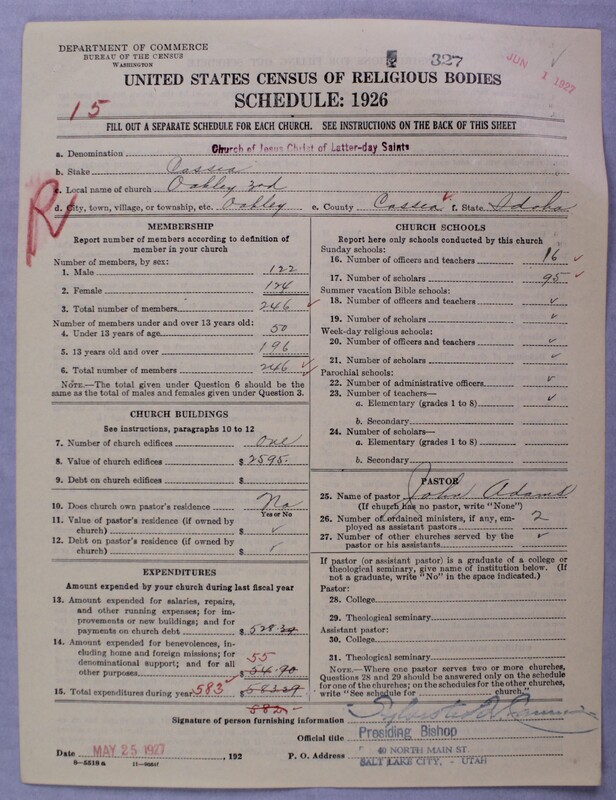 DEPARTMENT OF COMMERCE
BUREAU OF THE CENSUS
WASHINGTON
327
JUN 1 1927
UNITED STATES CENSUS OF RELIGIOUS BODIES
SCHEDULE: 1926
15
FILL OUT A SEPARATE SCHEDULE FOR EACH CHURCH. SEE INSTRUCTIONS ON THE BACK OF THIS SHEET
a. Denomination Church of Jesus Christ of Latter-day Saints
b. Stake Cassia
c. Local name of church Oakley 3rd
d. City, town, village, or township, etc. Oakley e. County Cassia f. State Idaho
R
MEMBERSHIP
Report number of members according to definition of
member in your church
Number of members, by sex:
1. Male 122
2. Female 124
3. Total number of members 246
Number of members under and over 13 years old:
4. Under 13 years of age 50
5. 13 years old and over 196
6. Total number of members 246
NOTE.—The total given under Question 6 should be the
same as the total of males and females given under Question 3.
CHURCH BUILDINGS
See instructions, paragraphs 10 to 12
7. Number of church edifices One
8. Value of church edifices $ 2595.
9. Debt on church edifices $
10. Does church own pastor's residence No
Yes or No
11. Value of pastor's residence (if owned by
church) $ ✓
12. Debt on pastor's residence (if owned by
church) $ ✓
EXPENDITURES
Amount expended by your church during last fiscal year
13. Amount expended for salaries, repairs,
and other running expenses; for im-
provements or new buildings; and for
payments on church debt $ 528.39
14. Amount expended for benevolences, in-
cluding home and foreign missions; for
denominational support; and for all 55
other purposes $ 54.90
15. Total expenditures during year 583 $ 583.29
582.
CHURCH SCHOOLS
Report here only schools conducted by this church
Sunday schools:
16. Number of officers and teachers 16
17. Number of scholars 95
Summer vacation Bible schools:
18. Number of officers and teachers ✓
19. Number of scholars ✓
Week-day religious schools:
20. Number of officers and teachers ✓
21. Number of scholars ✓
Parochial schools:
22. Number of administrative officers ✓
23. Number of teachers—
a. Elementary (grades 1 to 8) ✓
b. Secondary
24. Number of scholars—
a. Elementary (grades 1 to 8)
b. Secondary
PASTOR
25. Name of pastor John Adams
(If church has no pastor, write "None")
26. Number of ordained ministers, if any, em-
ployed as assistant pastors 2
27. Number of other churches served by the
pastor or his assistants ✓
If pastor (or assistant pastor) is a graduate of a college or
theological seminary, give name of institution below. (If
not a graduate, write "No" in the space indicated.)
Pastor:
28. College
29. Theological seminary
Assistant pastor:
30. College
31. Theological seminary
NOTE.—Where one pastor serves two or more churches,
Questions 28 and 29 should be answered only on the schedule
for one of the churches; on the schedules for the other churches,
write "See schedule for church."
Signature of person furnishing information Sylvester Q. Cannon
Official title Presiding Bishop
Date MAY 25 1927, 192 P. O. Address 40 NORTH MAIN ST
SALT LAKE CITY, - UTAH
8-5518 a